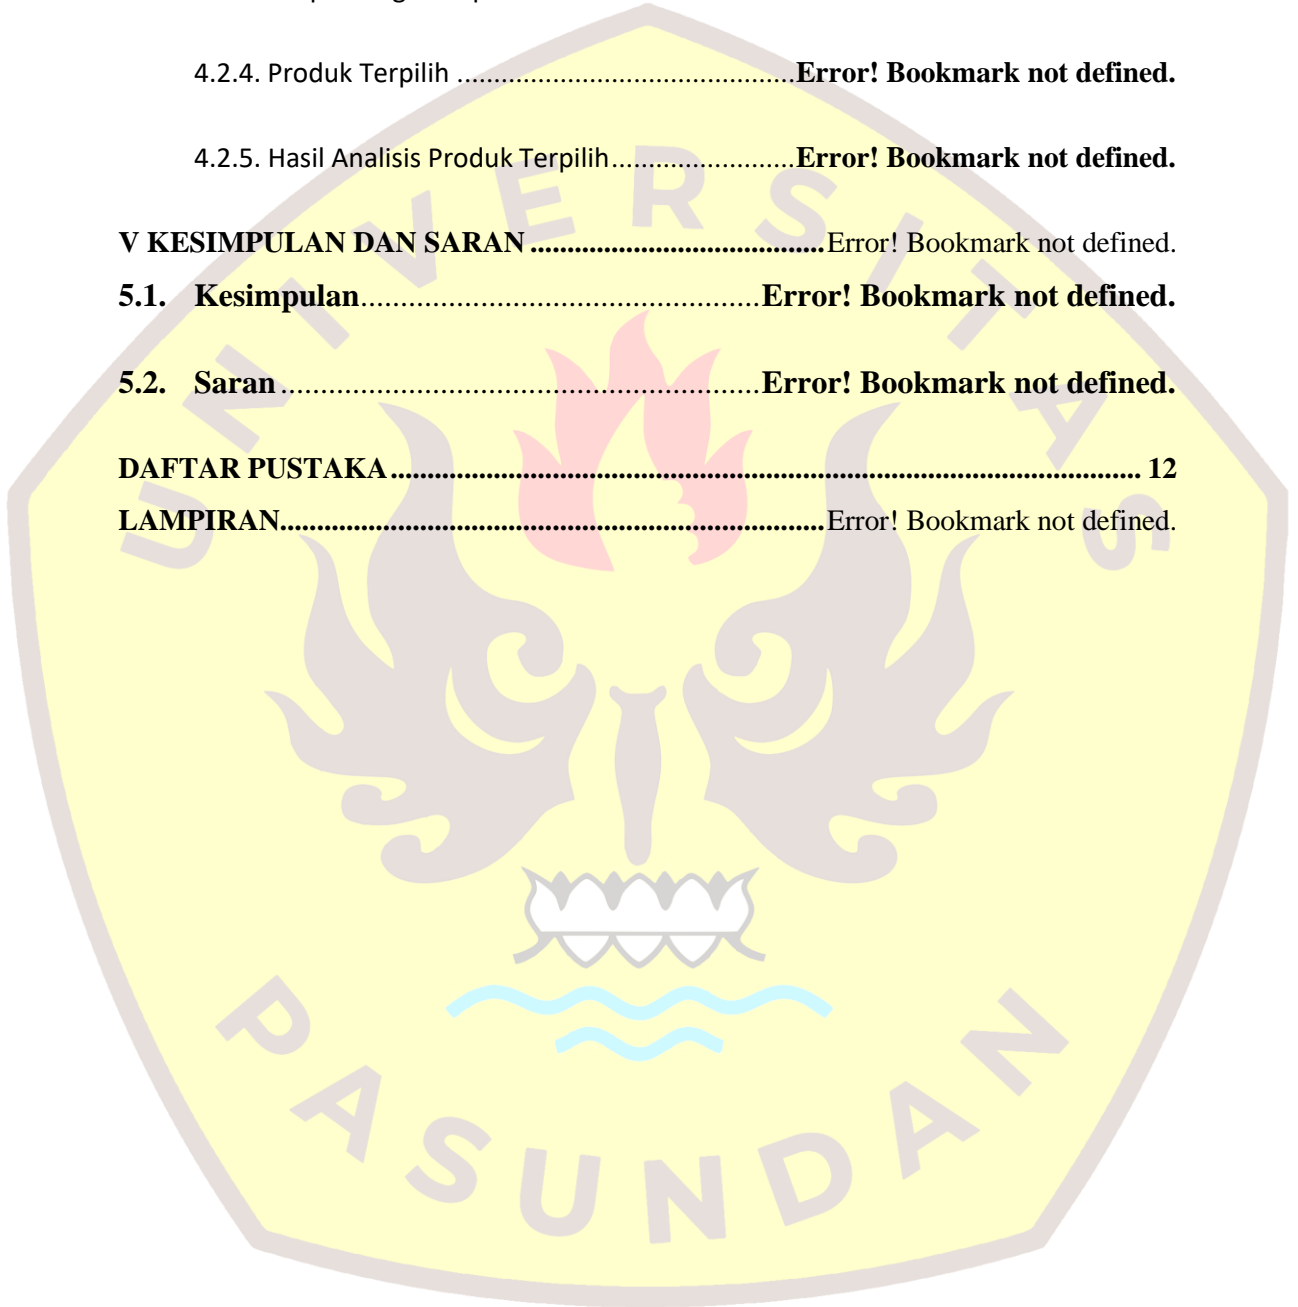 4.2.4. Produk Terpilih ............................................Error! Bookmark not defined.
4.2.5. Hasil Analisis Produk Terpilih........................Error! Bookmark not defined.
V KESIMPULAN DAN SARAN ........................................Error! Bookmark not defined.
5.1. Kesimpulan..................................................Error! Bookmark not defined.
5.2. Saran............................................................Error! Bookmark not defined.
DAFTAR PUSTAKA....................................................................................................... 12
LAMPIRAN..........................................................................Error! Bookmark not defined.
UNIVERSITAS
PASUNDAN